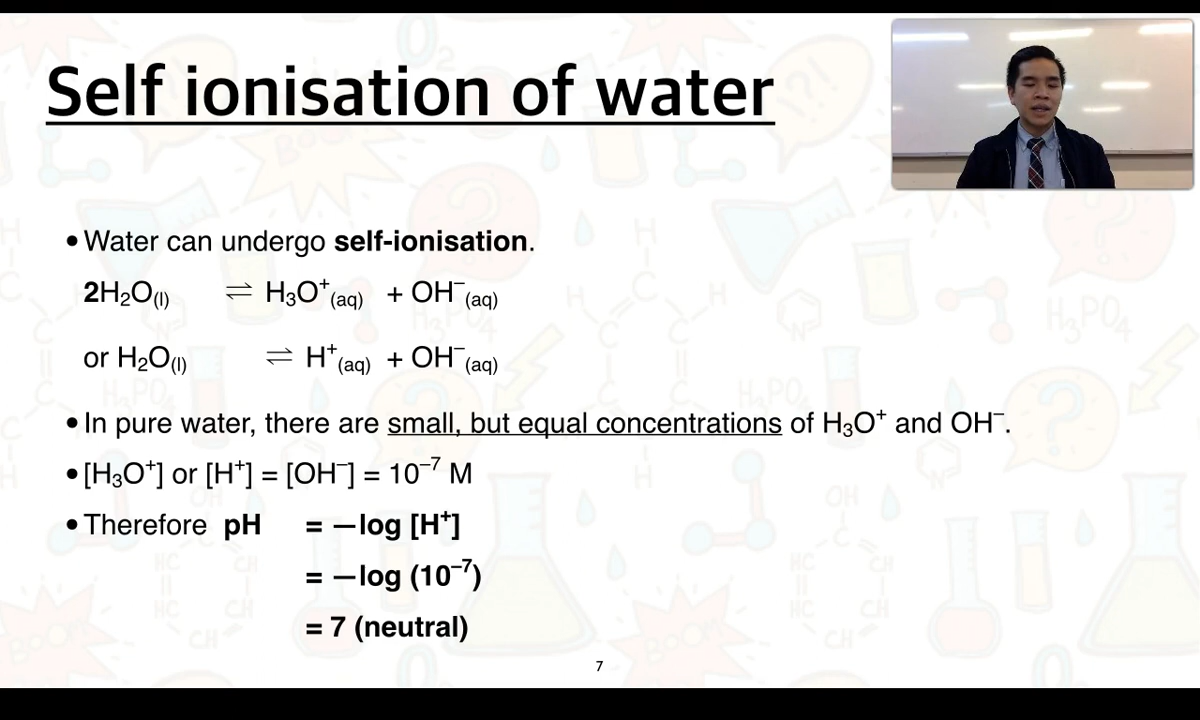 Self ionisation of water
• Water can undergo self-ionisation.
2H₂O₍l₎ ⇌ H₃O⁺(aq) + OH⁻(aq)
or H₂O(l) ⇌ H⁺(aq) + OH⁻(aq)
• In pure water, there are small, but equal concentrations of H₃O⁺ and OH⁻.
• [H₃O⁺] or [H⁺] = [OH⁻] = 10⁻⁷ M
• Therefore pH = –log [H⁺]
= –log (10⁻⁷)
= 7 (neutral)
7